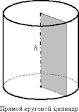 Прямой круговой цилиндр